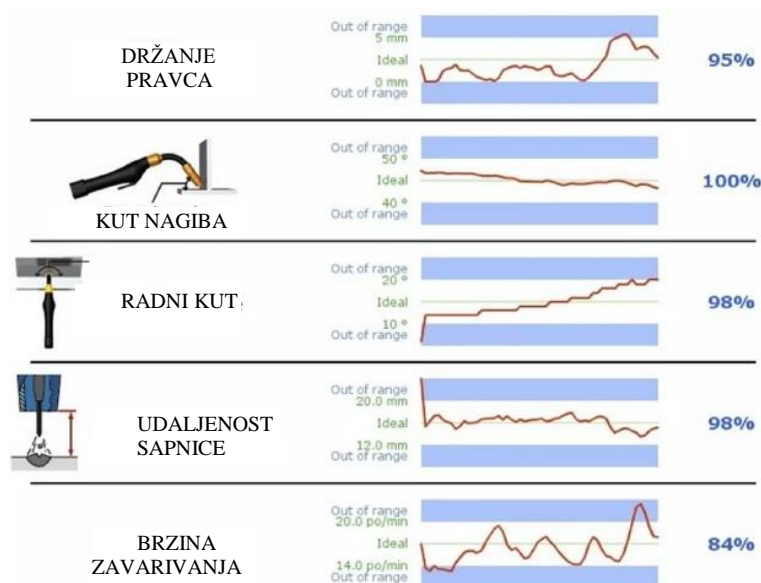 DRŽANJE
PRAVCA
Out of range
5 mm
Ideal
0 mm
Out of range
95%
KUT NAGIBA
Out of range
50 °
Ideal
40 °
Out of range
100%
RADNI KUT
Out of range
20 °
Ideal
10 °
Out of range
98%
UDALJENOST
SAPNICE
Out of range
20.0 mm
Ideal
12.0 mm
Out of range
98%
BRZINA
ZAVARIVANJA
Out of range
20.0 po/min
Ideal
14.0 po/min
Out of range
84%